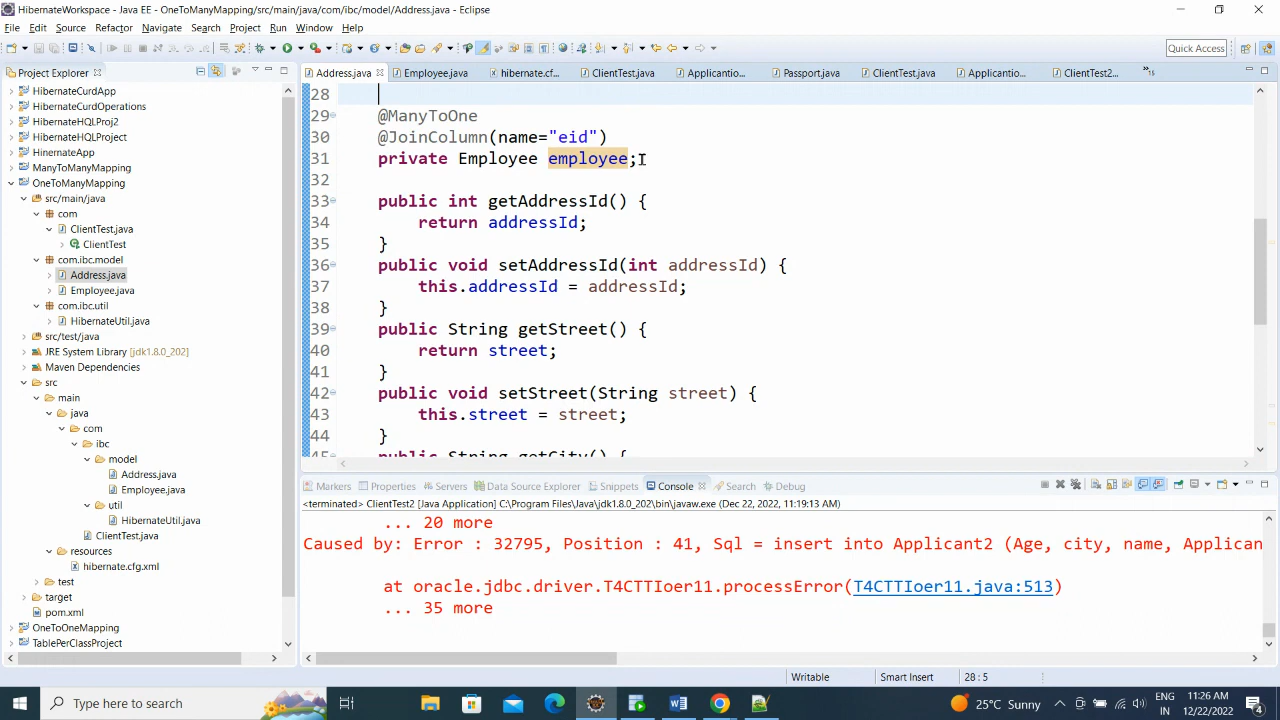 HibernateWorkspace - Java EE - OneToManyMapping/src/main/java/com/ibc/model/Address.java - Eclipse
File Edit Source Refactor Navigate Search Project Run Window Help
Quick Access
Project Explorer
HibernateCurdApp
HibernateCurdOperations
HibernateHQLProj2
HibernateHQLProject
HinernateApp
ManyToManyMapping
OneToManyMapping
src/main/java
com
ClientTest.java
ClientTest
com.ibc.model
Address.java
Employee.java
com.ibc.util
HibernateUtil.java
src/test/java
JRE System Library [jdk1.8.0_202]
Maven Dependencies
src
main
java
com
ibc
model
Address.java
Employee.java
util
HibernateUtil.java
ClientTest.java
resources
hibernate.cfg.xml
test
target
pom.xml
OneToOneMapping
TablePerClassProject
Address.java Employee.java hibernate.cf... ClientTest.java Applicantio... Passport.java ClientTest.java Applicantio... ClientTest2... »15
28
29 @ManyToOne
30 @JoinColumn(name="eid")
31 private Employee employee;
32
33 public int getAddressId() {
34 return addressId;
35 }
36 public void setAddressId(int addressId) {
37 this.addressId = addressId;
38 }
39 public String getStreet() {
40 return street;
41 }
42 public void setStreet(String street) {
43 this.street = street;
44 }
45 public String getCity() {
Markers Properties Servers Data Source Explorer Snippets Console Search Debug
<terminated> ClientTest2 [Java Application] C:\Program Files\Java\jdk1.8.0_202\bin\javaw.exe (Dec 22, 2022, 11:19:13 AM)
... 20 more
Caused by: Error : 32795, Position : 41, Sql = insert into Applicant2 (Age, city, name, Applican
at oracle.jdbc.driver.T4CTTIoer11.processError(T4CTTIoer11.java:513)
... 35 more
Writable Smart Insert 28 : 5
Type here to search
25°C Sunny
ENG
IN
11:26 AM
12/22/2022
4